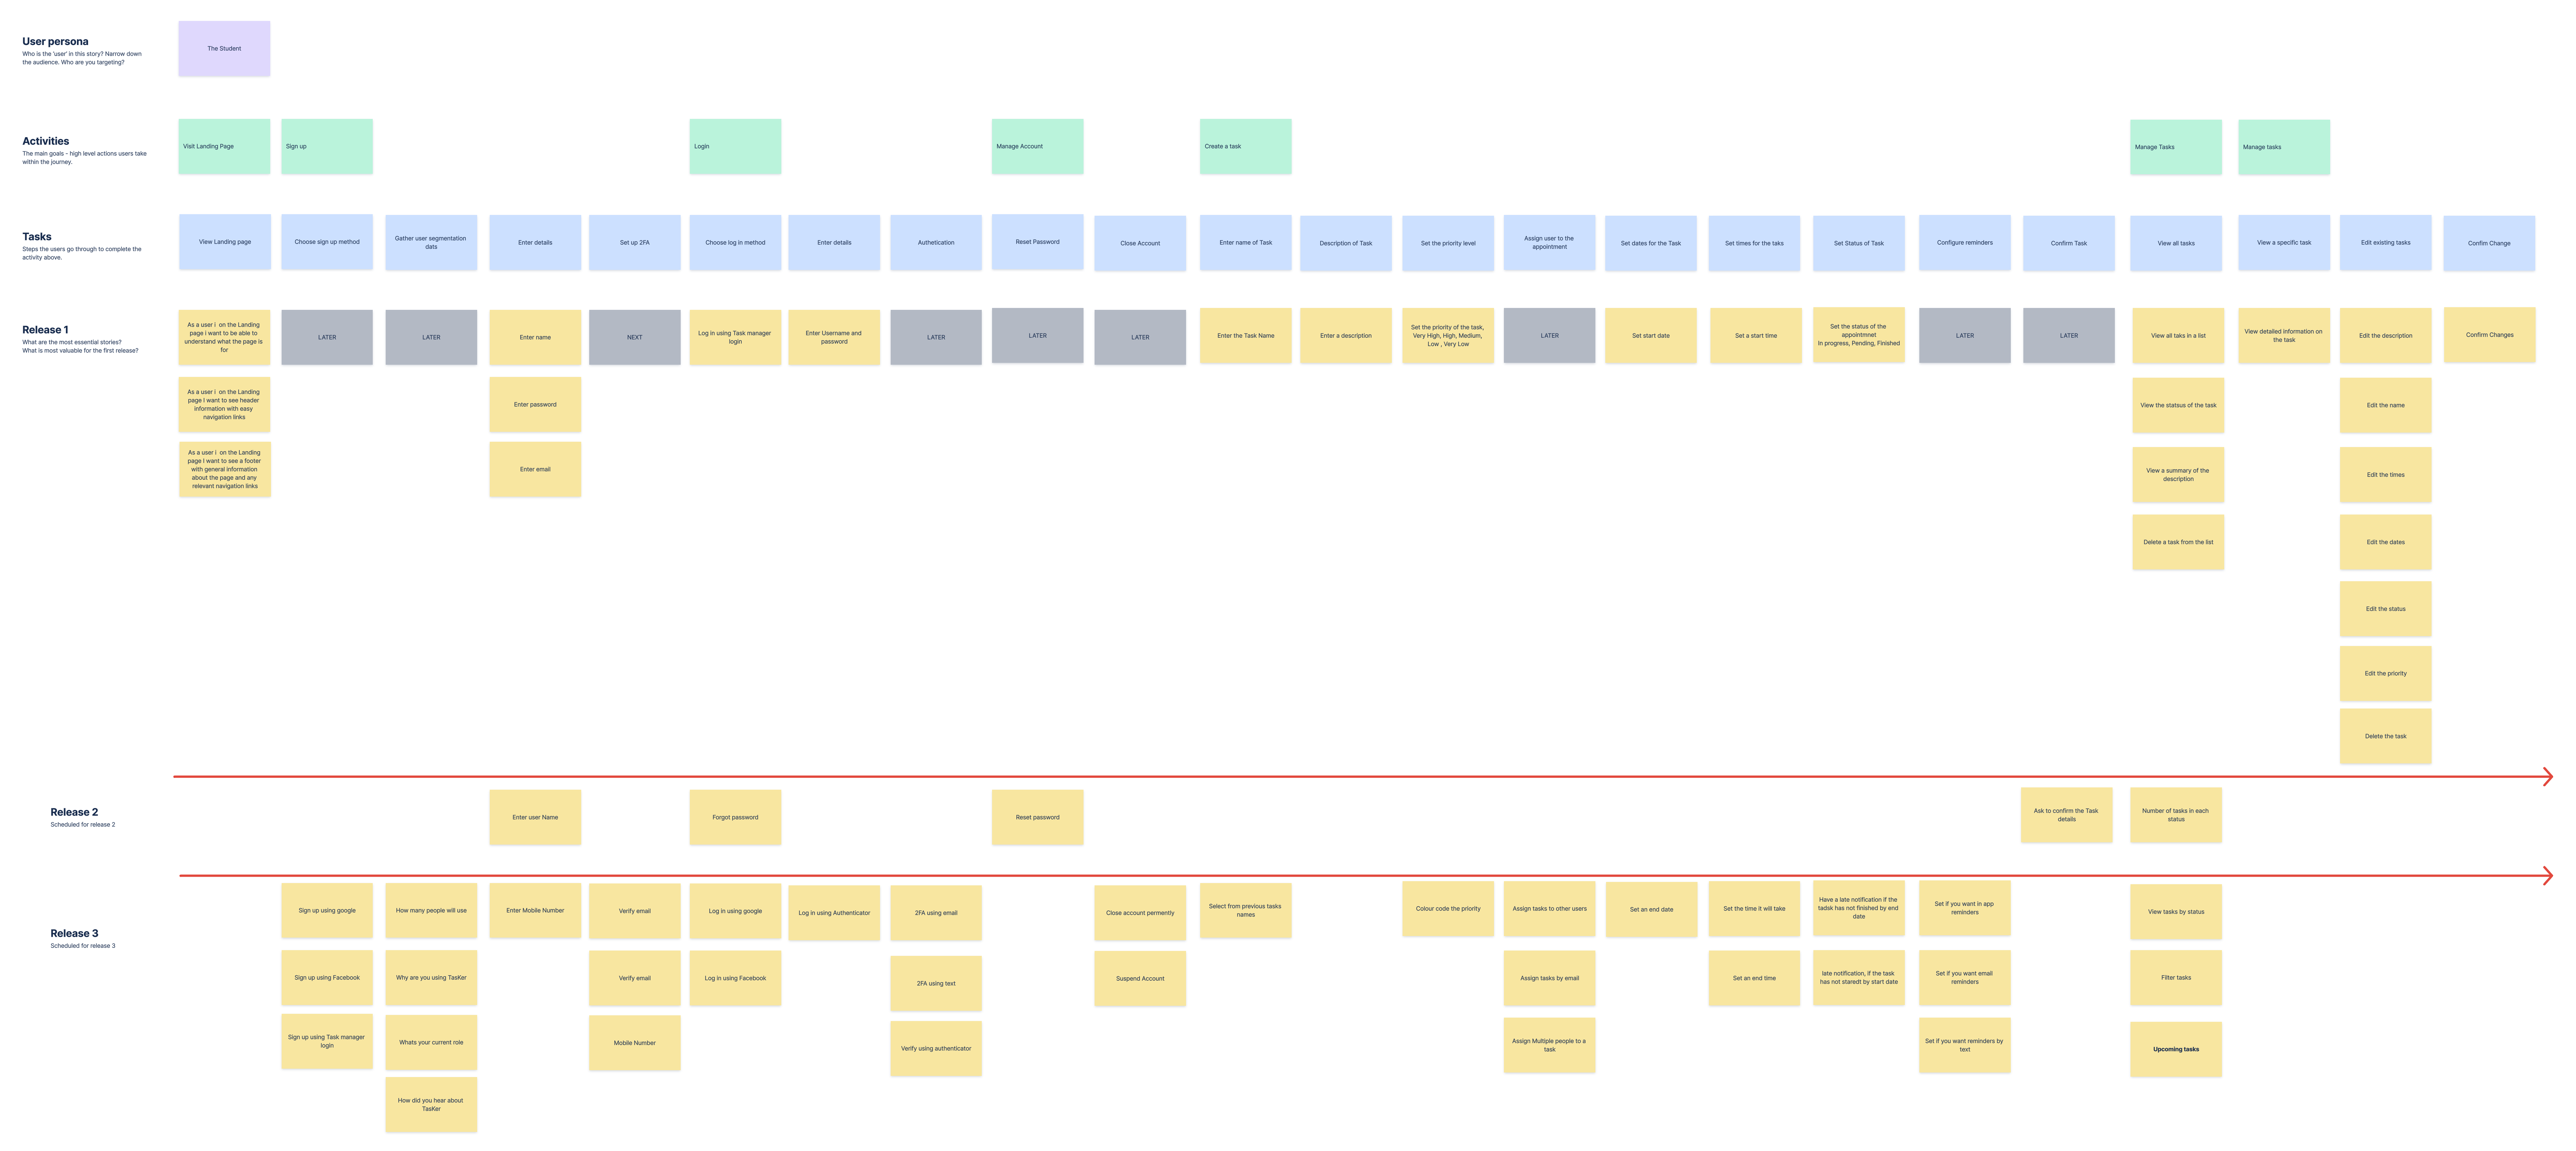 User persona
Who is the 'user' in this story? Narrow down
the audience. Who are you targeting?
The Student
Activities
The main goals – high level actions users take
within the journey.
Visit Landing Page
Sign up
Login
Manage Account
Create a task
Manage Tasks
Manage tasks
Tasks
Steps the users go through to complete the
activity above.
View Landing page
Choose sign up method
Gather user segmentation
dats
Enter details
Set up 2FA
Choose log in method
Enter details
Authetication
Reset Password
Close Account
Enter name of Task
Description of Task
Set the priority level
Assign user to the
appointment
Set dates for the Task
Set times for the taks
Set Status of Task
Configure reminders
Confirm Task
View all tasks
View a specific task
Edit existing tasks
Confim Change
Release 1
What are the most essential stories?
What is most valuable for the first release?
As a user i on the Landing
page i want to be able to
understand what the page is
for
LATER
LATER
Enter name
NEXT
Log in using Task manager
login
Enter Username and
password
LATER
LATER
LATER
Enter the Task Name
Enter a description
Set the priority of the task,
Very High, High, Medium,
Low , Very Low
LATER
Set start date
Set a start time
Set the status of the
appointmnet
In progress, Pending, Finished
LATER
LATER
View all taks in a list
View detailed information on
the task
Edit the description
Confirm Changes
As a user i on the Landing
page I want to see header
information with easy
navigation links
Enter password
View the statsus of the task
Edit the name
As a user i on the Landing
page I want to see a footer
with general information
about the page and any
relevant navigation links
Enter email
View a summary of the
description
Edit the times
Delete a task from the list
Edit the dates
Edit the status
Edit the priority
Delete the task
Release 2
Scheduled for release 2
Enter user Name
Forgot password
Reset password
Ask to confirm the Task
details
Number of tasks in each
status
Release 3
Scheduled for release 3
Sign up using google
How many people will use
Enter Mobile Number
Verify email
Log in using google
Log in using Authenticator
2FA using email
Close account permently
Select from previous tasks
names
Colour code the priority
Assign tasks to other users
Set an end date
Set the time it will take
Have a late notification if the
tadsk has not finished by end
date
Set if you want in app
reminders
View tasks by status
Sign up using Facebook
Why are you using TasKer
Verify email
Log in using Facebook
2FA using text
Suspend Account
Assign tasks by email
Set an end time
late notification, if the task
has not staredt by start date
Set if you want email
reminders
Filter tasks
Sign up using Task manager
login
Whats your current role
Mobile Number
Verify using authenticator
Assign Multiple people to a
task
Set if you want reminders by
text
Upcoming tasks
How did you hear about
TasKer